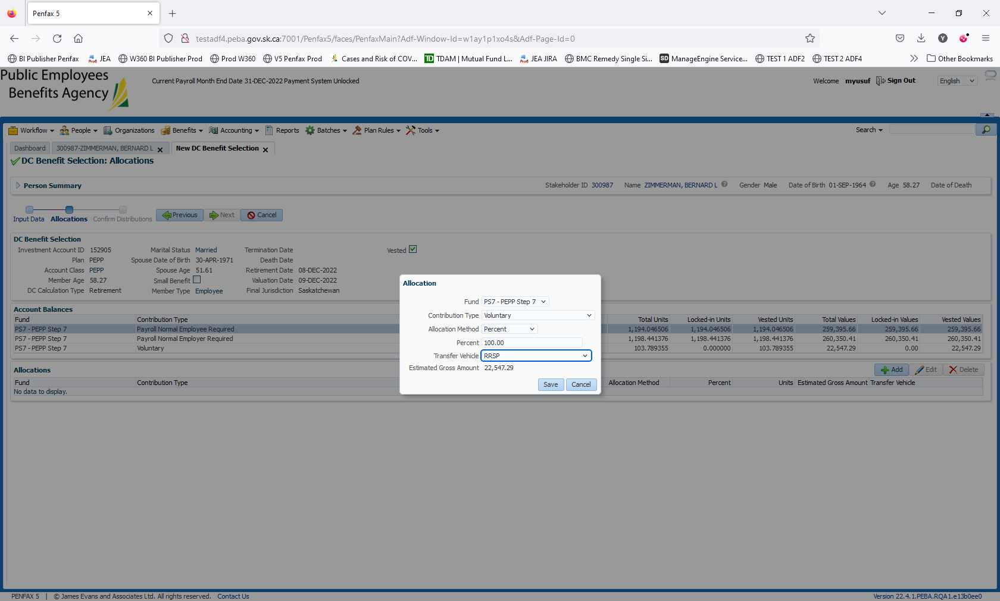 Penfax 5
testadf4.peba.gov.sk.ca:7001/Penfax5/faces/PenfaxMain?Adf-Window-Id=w1ay1p1xo4s&Adf-Page-Id=0
BI Publisher Penfax JEA W360 BI Publisher Prod Prod W360 V5 Penfax Prod Cases and Risk of COV... TD TDAM | Mutual Fund L... JEA JIRA BMC Remedy Single Si... SD ManageEngine Service... TEST 1 ADF2 TEST 2 ADF4 Other Bookmarks
Public Employees
Benefits Agency
Current Payroll Month End Date 31-DEC-2022 Payment System Unlocked
Welcome myusuf Sign Out English
Workflow People Organizations Benefits Accounting Reports Batches Plan Rules Tools Search
Dashboard 300987-ZIMMERMAN, BERNARD L New DC Benefit Selection
DC Benefit Selection: Allocations
Person Summary Stakeholder ID 300987 Name ZIMMERMAN, BERNARD L Gender Male Date of Birth 01-SEP-1964 Age 58.27 Date of Death
Input Data Allocations Confirm Distributions Previous Next Cancel
DC Benefit Selection
Investment Account ID 152905 Marital Status Married Termination Date Vested
Plan PEPP Spouse Date of Birth 30-APR-1971 Death Date
Account Class PEPP Spouse Age 51.61 Retirement Date 08-DEC-2022
Member Age 58.27 Small Benefit Valuation Date 09-DEC-2022
DC Calculation Type Retirement Member Type Employee Final Jurisdiction Saskatchewan
Account Balances
Fund Contribution Type Total Units Locked-in Units Vested Units Total Values Locked-in Values Vested Values
PS7 - PEPP Step 7 Payroll Normal Employee Required 1,194.046506 1,194.046506 1,194.046506 259,395.66 259,395.66 259,395.66
PS7 - PEPP Step 7 Payroll Normal Employer Required 1,198.441376 1,198.441376 1,198.441376 260,350.41 260,350.41 260,350.41
PS7 - PEPP Step 7 Voluntary 103.789355 0.000000 103.789355 22,547.29 0.00 22,547.29
Allocations Add Edit Delete
Fund Contribution Type Allocation Method Percent Units Estimated Gross Amount Transfer Vehicle
No data to display.
Allocation
Fund PS7 - PEPP Step 7
Contribution Type Voluntary
Allocation Method Percent
Percent 100.00
Transfer Vehicle RRSP
Estimated Gross Amount 22,547.29
Save Cancel
PENFAX 5 | © James Evans and Associates Ltd. All rights reserved. Contact Us Version 22.4.1.PEBA.RQA1.e13b0ee0